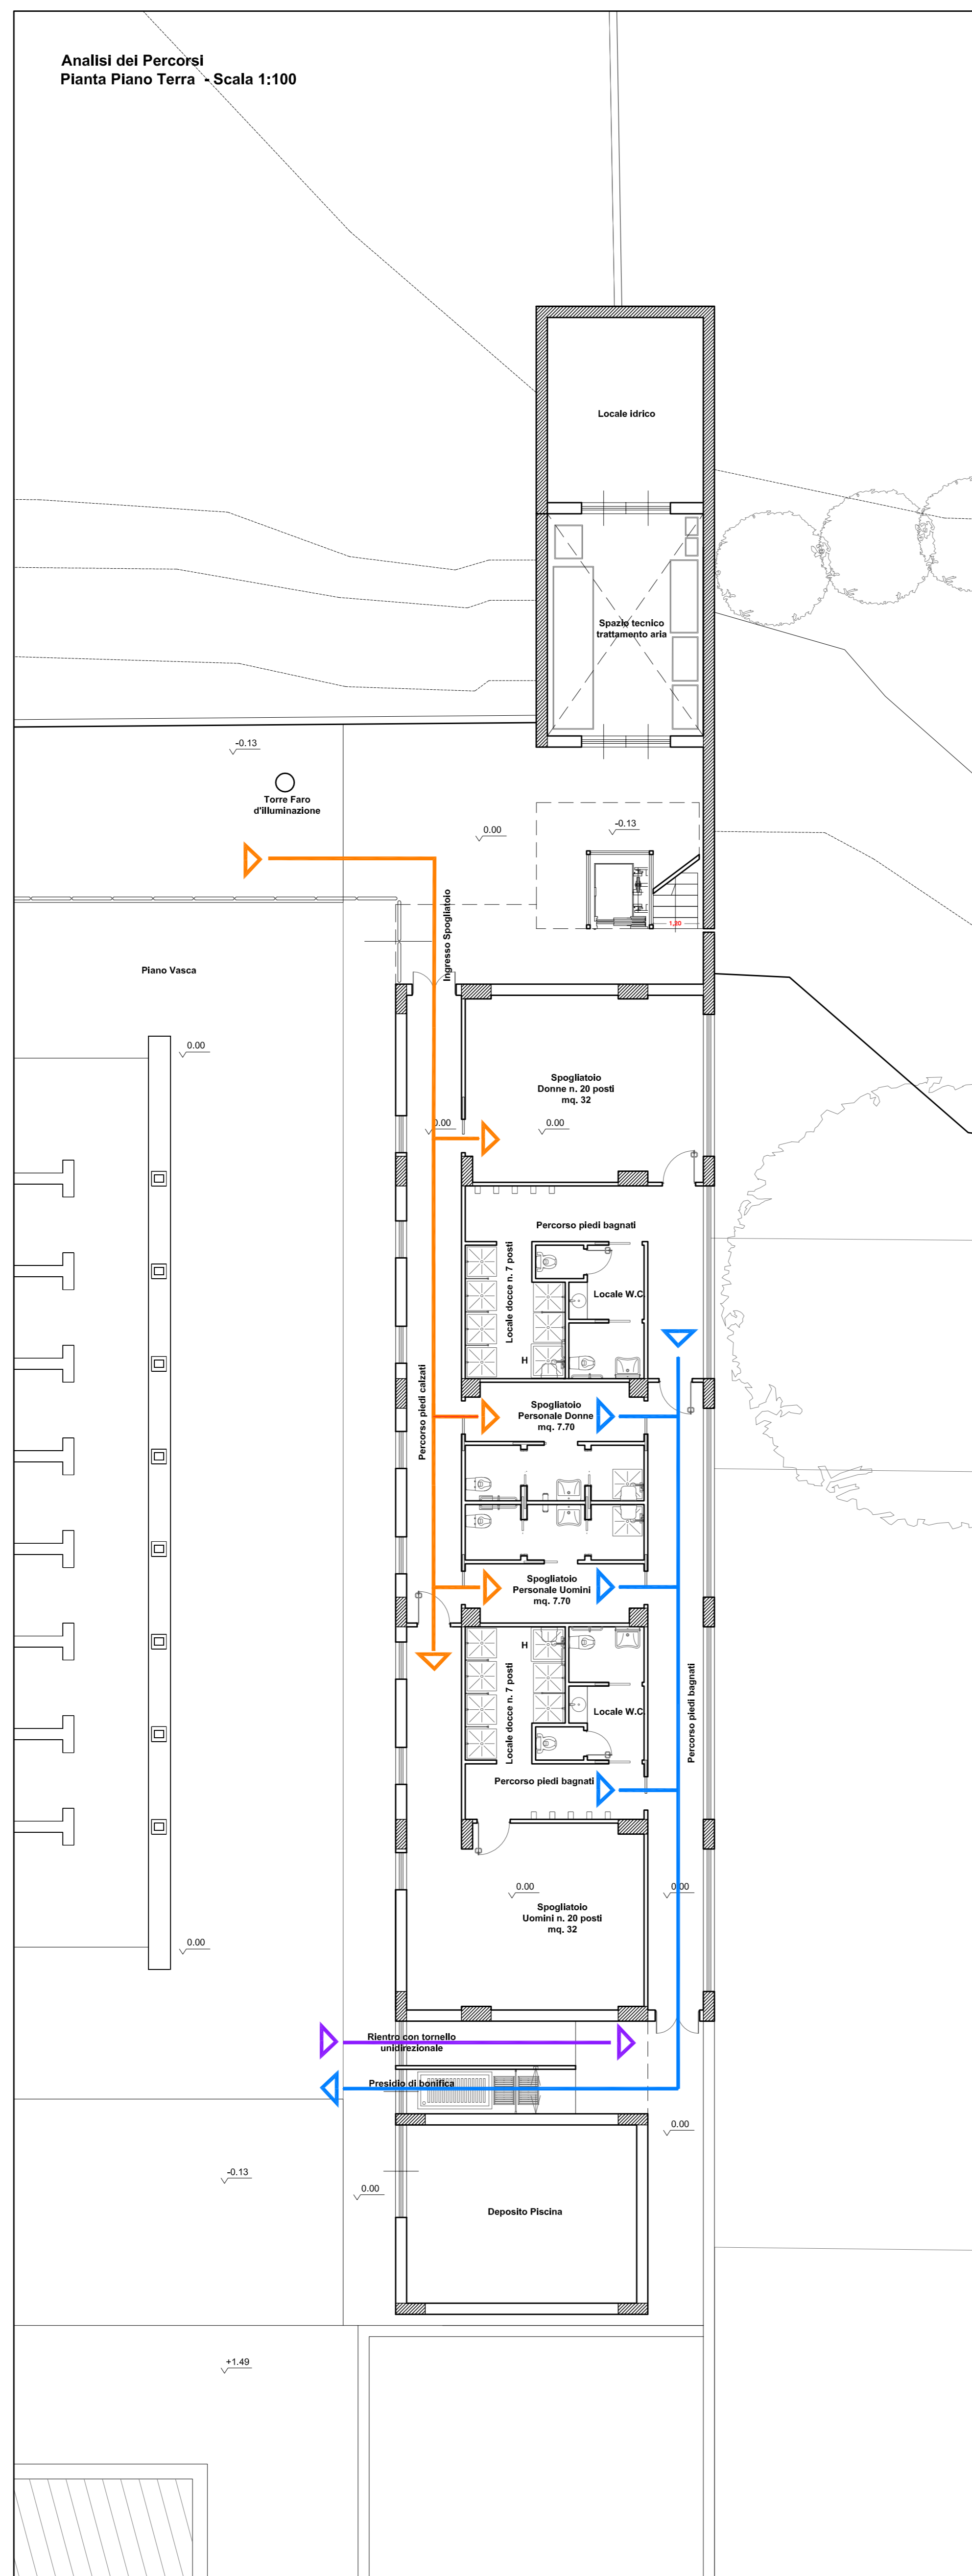 Analisi dei Percorsi
Pianta Piano Terra - Scala 1:100
Locale idrico
Spazio tecnico
trattamento aria
-0.13
Torre Faro
d'illuminazione
0.00
-0.13
1,20
Ingresso Spogliatoio
Piano Vasca
0.00
Spogliatoio
Donne n. 20 posti
mq. 32
0.00
0.00
Percorso piedi bagnati
Locale docce n. 7 posti
Locale W.C.
H
Percorso piedi calzati
Spogliatoio
Personale Donne
mq. 7.70
Spogliatoio
Personale Uomini
mq. 7.70
H
Locale docce n. 7 posti
Locale W.C.
Percorso piedi bagnati
Percorso piedi bagnati
0.00
0.00
Spogliatoio
Uomini n. 20 posti
mq. 32
0.00
Rientro con tornello
unidirezionale
Presidio di bonifica
0.00
-0.13
0.00
Deposito Piscina
+1.49